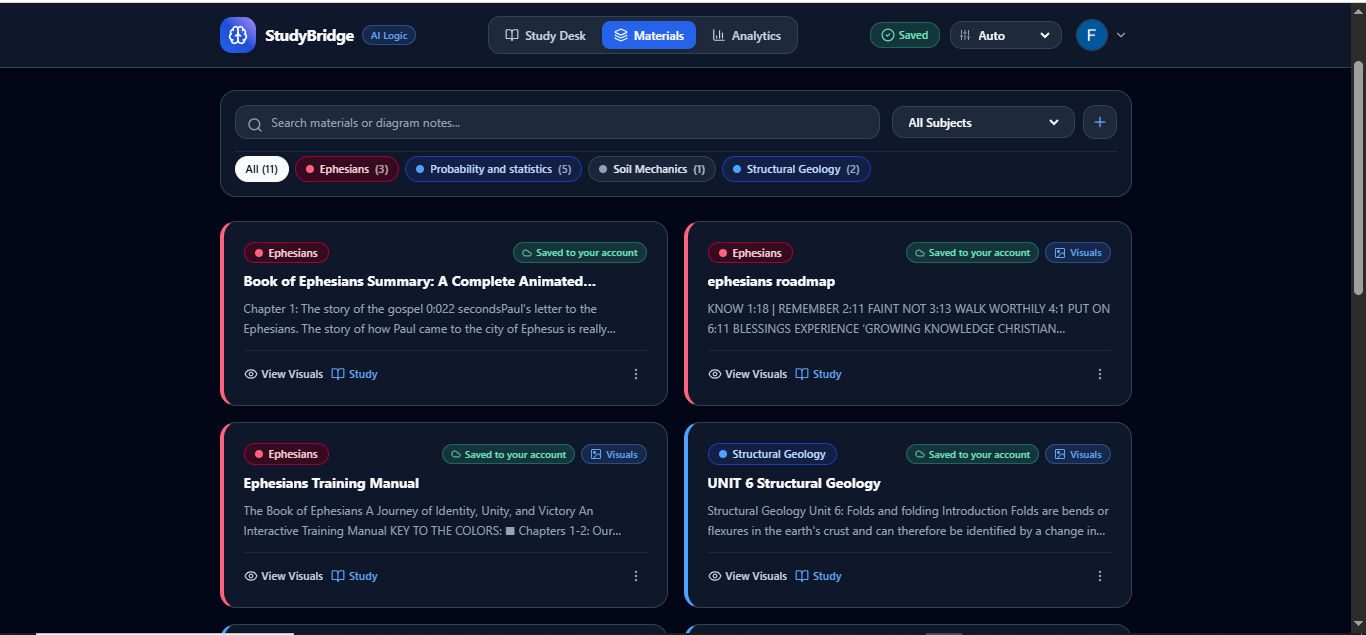 StudyBridge AI Logic Study Desk Materials Analytics Saved Auto F
Search materials or diagram notes... All Subjects
All (11) Ephesians (3) Probability and statistics (5) Soil Mechanics (1) Structural Geology (2)
Ephesians Saved to your account
Book of Ephesians Summary: A Complete Animated...
Chapter 1: The story of the gospel 0:022 secondsPaul's letter to the
Ephesians. The story of how Paul came to the city of Ephesus is really...
View Visuals Study
Ephesians Saved to your account Visuals
ephesians roadmap
KNOW 1:18 | REMEMBER 2:11 FAINT NOT 3:13 WALK WORTHILY 4:1 PUT ON
6:11 BLESSINGS EXPERIENCE ‘GROWING KNOWLEDGE CHRISTIAN...
View Visuals Study
Ephesians Saved to your account Visuals
Ephesians Training Manual
The Book of Ephesians A Journey of Identity, Unity, and Victory An
Interactive Training Manual KEY TO THE COLORS: ■ Chapters 1-2: Our...
View Visuals Study
Structural Geology Saved to your account Visuals
UNIT 6 Structural Geology
Structural Geology Unit 6: Folds and folding Introduction Folds are bends or
flexures in the earth's crust and can therefore be identified by a change in...
View Visuals Study